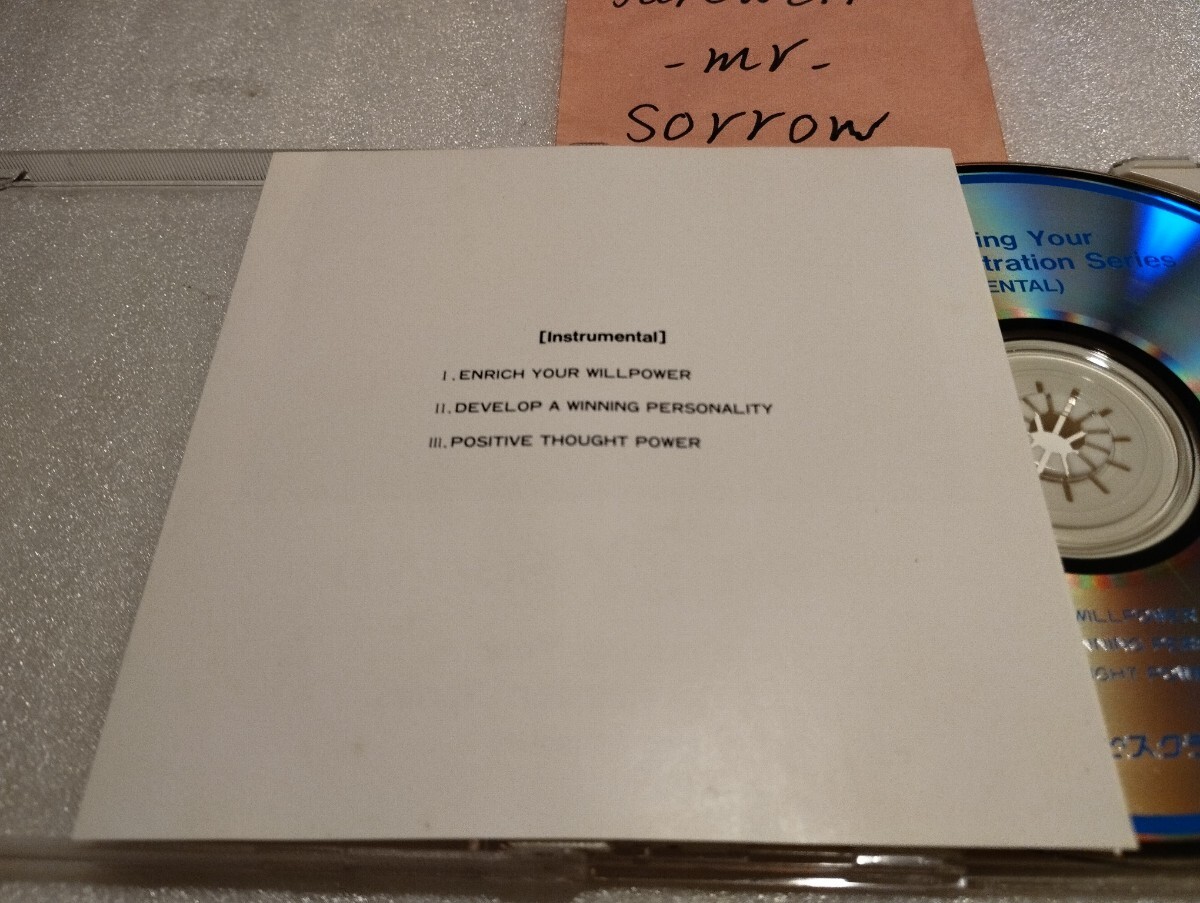 - mr -
sorrow
[Instrumental]
I. ENRICH YOUR WILLPOWER
II. DEVELOP A WINNING PERSONALITY
III. POSITIVE THOUGHT POWER
ing Your
tration Series
ENTAL)
WILLPOWER